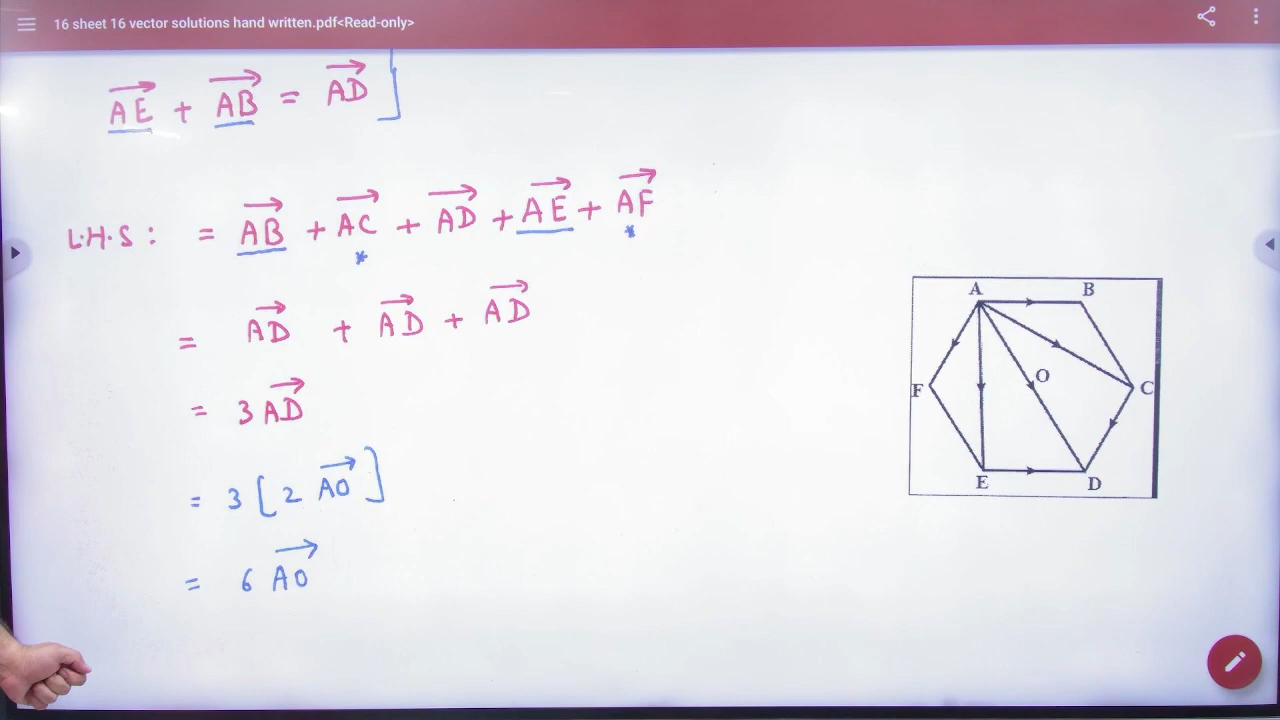 16 sheet 16 vector solutions hand written.pdf<Read-only>
AE + AB = AD ]
L.H.S : = AB + AC + AD + AE + AF
* *
= AD + AD + AD
= 3 AD
= 3 [ 2 AO ]
= 6 AO
A B
O
F C
E D